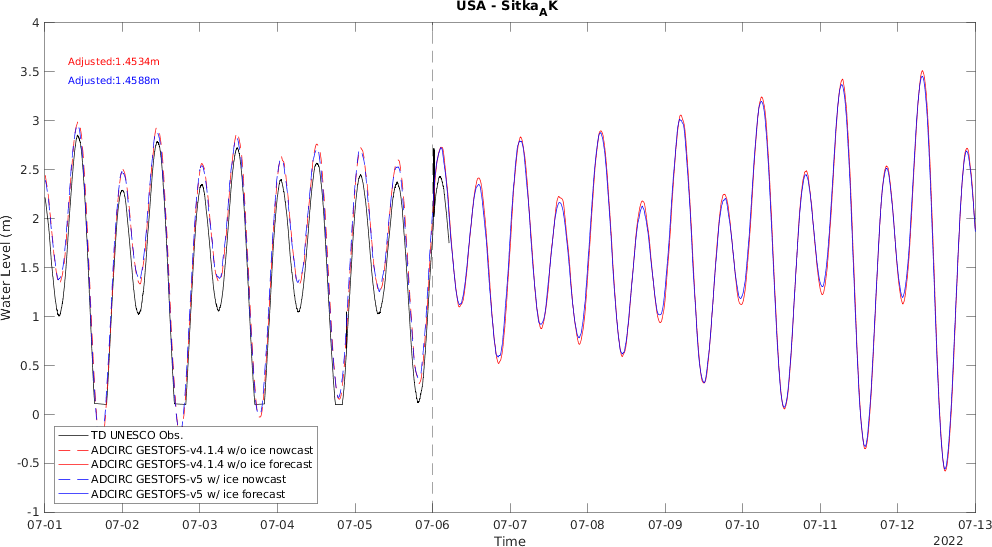 USA - Sitka_AK
4
3.5
3
2.5
2
1.5
1
0.5
0
-0.5
-1
Water Level (m)
Adjusted:1.4534m
Adjusted:1.4588m
TD UNESCO Obs.
ADCIRC GESTOFS-v4.1.4 w/o ice nowcast
ADCIRC GESTOFS-v4.1.4 w/o ice forecast
ADCIRC GESTOFS-v5 w/ ice nowcast
ADCIRC GESTOFS-v5 w/ ice forecast
07-01 07-02 07-03 07-04 07-05 07-06 07-07 07-08 07-09 07-10 07-11 07-12 07-13
Time
2022